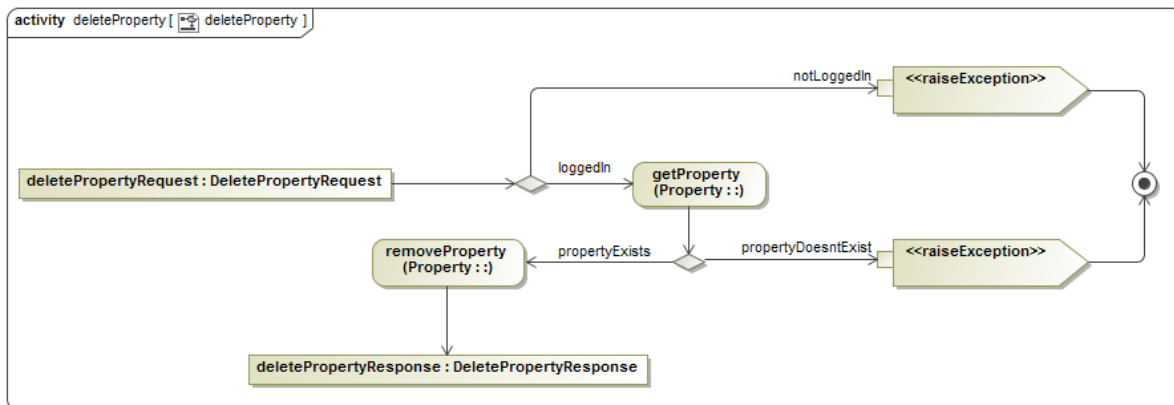 activity deleteProperty [ deleteProperty ]
notLoggedIn
<<raiseException>>
deletePropertyRequest : DeletePropertyRequest
loggedIn
getProperty
(Property : :)
removeProperty
(Property : :)
propertyExists
propertyDoesntExist
<<raiseException>>
deletePropertyResponse : DeletePropertyResponse